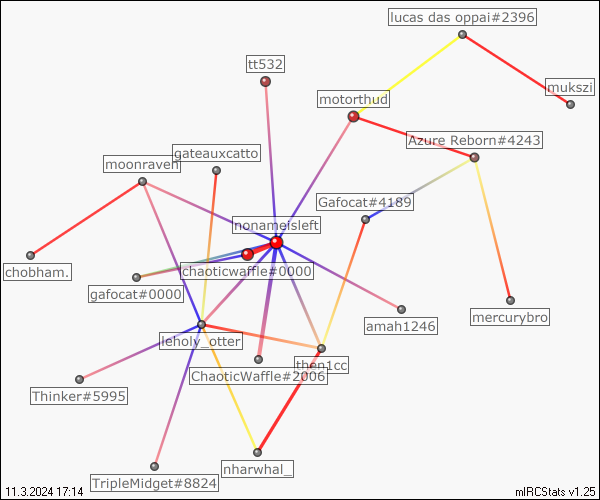 lucas das oppai#2396
tt532
mukszi
motorthud
Azure Reborn#4243
gateauxcatto
moonraven
Gafocat#4189
nonameisleft
chobham.
chaoticwaffle#0000
gafocat#0000
mercurybro
amah1246
leholy_otter
then1cc
ChaoticWaffle#2006
Thinker#5995
nharwhal_
TripleMidget#8824
11.3.2024 17:14
mIRCStats v1.25